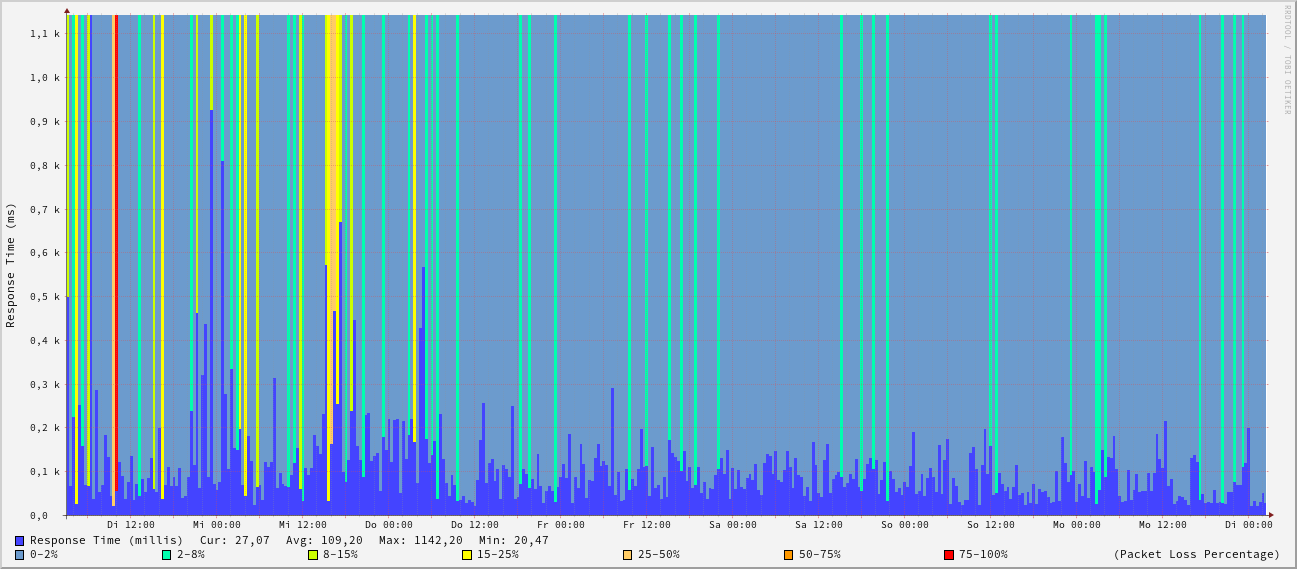 RRDTOOL / TOBI OETIKER
Response Time (ms)
1,1 k
1,0 k
0,9 k
0,8 k
0,7 k
0,6 k
0,5 k
0,4 k
0,3 k
0,2 k
0,1 k
0,0
Di 12:00 Mi 00:00 Mi 12:00 Do 00:00 Do 12:00 Fr 00:00 Fr 12:00 Sa 00:00 Sa 12:00 So 00:00 So 12:00 Mo 00:00 Mo 12:00 Di 00:00
Response Time (millis) Cur: 27,07 Avg: 109,20 Max: 1142,20 Min: 20,47
0-2% 2-8% 8-15% 15-25% 25-50% 50-75% 75-100% (Packet Loss Percentage)